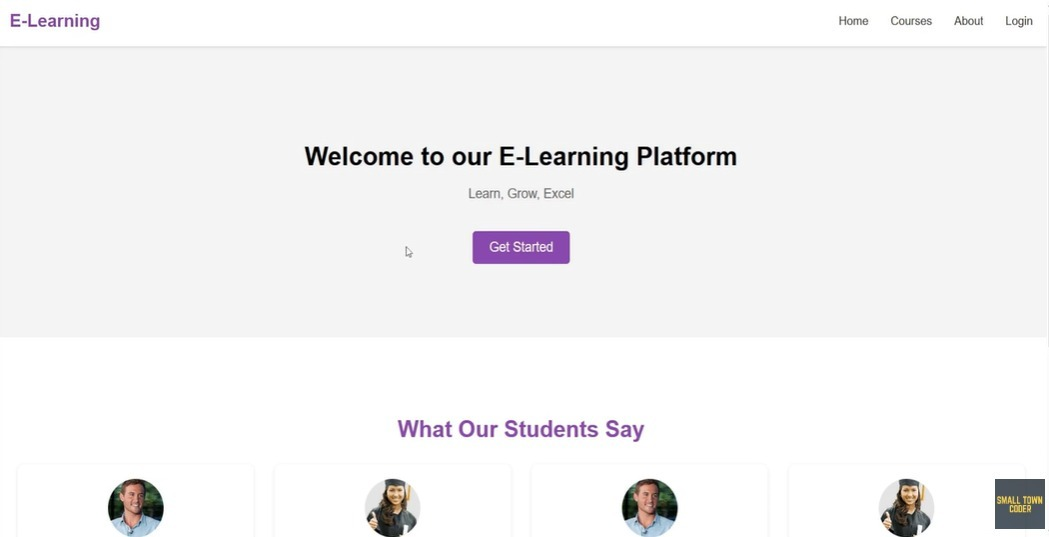 E-Learning
Home Courses About Login
Welcome to our E-Learning Platform
Learn, Grow, Excel
Get Started
What Our Students Say
SMALL TOWN
CODER